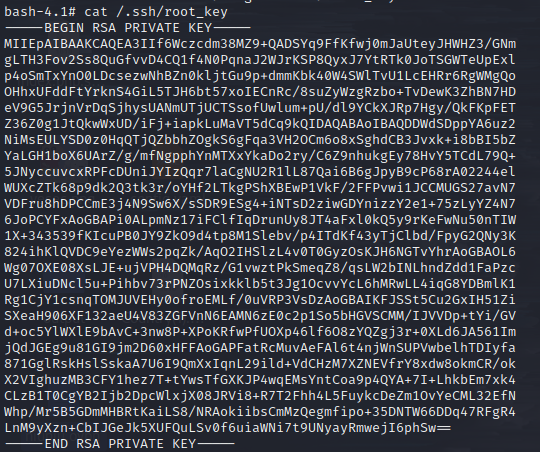 bash-4.1# cat /.ssh/root_key
-----BEGIN RSA PRIVATE KEY-----
MIIEpAIBAAKCAQEA3IIf6Wczcdm38MZ9+QADSYq9FfKfwj0mJaUteyJHWHZ3/GNm
gLTH3Fov2Ss8QuGfvvD4CQ1f4N0PqnaJ2WJrKSP8QyxJ7YtRTk0JoTSGWTeUpExl
p4oSmTxYnO0LDcsezwNhBZn0kljtGu9p+dmmKbk40W4SWlTvU1LcEHRr6RgWMgQo
OHhxUFddFtYrknS4GiL5TJH6bt57xoIECnRc/8suZyWzgRzbo+TvDewK3ZhBN7HD
eV9G5JrjnVrDqSjhysUANmUTjUCTSsofUwlum+pU/dl9YCkXJRp7Hgy/QkFKpFET
Z36Z0g1JtQkwWxUD/iFj+iapkLuMaVT5dCq9kQIDAQABAoIBAQDDWdSDppYA6uz2
NiMsEULYSD0z0HqQTjQZbbhZOgkS6gFqa3VH2OCm6o8xSghdCB3Jvxk+i8bBI5bZ
YaLGH1boX6UArZ/g/mfNgpphYnMTXxYkaDo2ry/C6Z9nhukgEy78HvY5TCdL79Q+
5JNyccuvcxRPFcDUniJYIzQqr7laCgNU2R1lL87Qai6B6gJpyB9cP68rA02244el
WUXcZTk68p9dk2Q3tk3r/oYHf2LTkgPShXBEwP1VkF/2FFPvwi1JCCMUGS27avN7
VDFru8hDPCCmE3j4N9Sw6X/sSDR9ESg4+iNTsD2ziwGDYnizzY2e1+75zLyYZ4N7
6JoPCYFxAoGBAPi0ALpmNz17iFClfIqDrunUy8JT4aFxl0kQ5y9rKeFwNu50nTIW
1X+343539fKIcuPB0JY9ZkO9d4tp8M1Slebv/p4ITdKf43yTjClbd/FpyG2QNy3K
824ihKlQVDC9eYezWWs2pqZk/AqO2IHSlzL4v0T0GyzOsKJH6NGTvYhrAoGBAOL6
Wg07OXE08XsLJE+ujVPH4DQMqRz/G1vwztPkSmeqZ8/qsLW2bINLhndZdd1FaPzc
U7LXiuDNcl5u+Pihbv73rPNZOsixkklb5t3Jg1OcvvYcL6hMRwLL4iqG8YDBmlK1
Rg1CjY1csnqTOMJUVEHy0ofroEMLf/0uVRP3VsDzAoGBAIKFJSSt5Cu2GxIH51Zi
SXeaH906XF132aeU4V83ZGFVnN6EAMN6zE0c2p1So5bHGVSCMM/IJVVDp+tYi/GV
d+oc5YlWXlE9bAvC+3nw8P+XPoKRfwPfUOXp46lf6O8zYQZgj3r+0XLd6JA561Im
jQdJGEg9u81GI9jm2D60xHFFAoGAPFatRcMuvAeFAl6t4njWnSUPVwbelhTDIyfa
871GglRskHslSskaA7U6I9QmXxIqnL29ild+VdCHzM7XZNEVfrY8xdw8okmCR/ok
X2VIghuzMB3CFY1hez7T+tYwsTfGXKJP4wqEMsYntCoa9p4QYA+7I+LhkbEm7xk4
CLzB1T0CgYB2Ijb2DpcWlxjX08JRVi8+R7T2Fhh4L5FuykcDeZm1OvYeCML32EfN
Whp/Mr5B5GDmMHBRtKaiLS8/NRAokiibsCmMzQegmfipo+35DNTW66DDq47RFgR4
LnM9yXzn+CbIJGeJk5XUFQuLSv0f6uiaWNi7t9UNyayRmwejI6phSw==
-----END RSA PRIVATE KEY-----